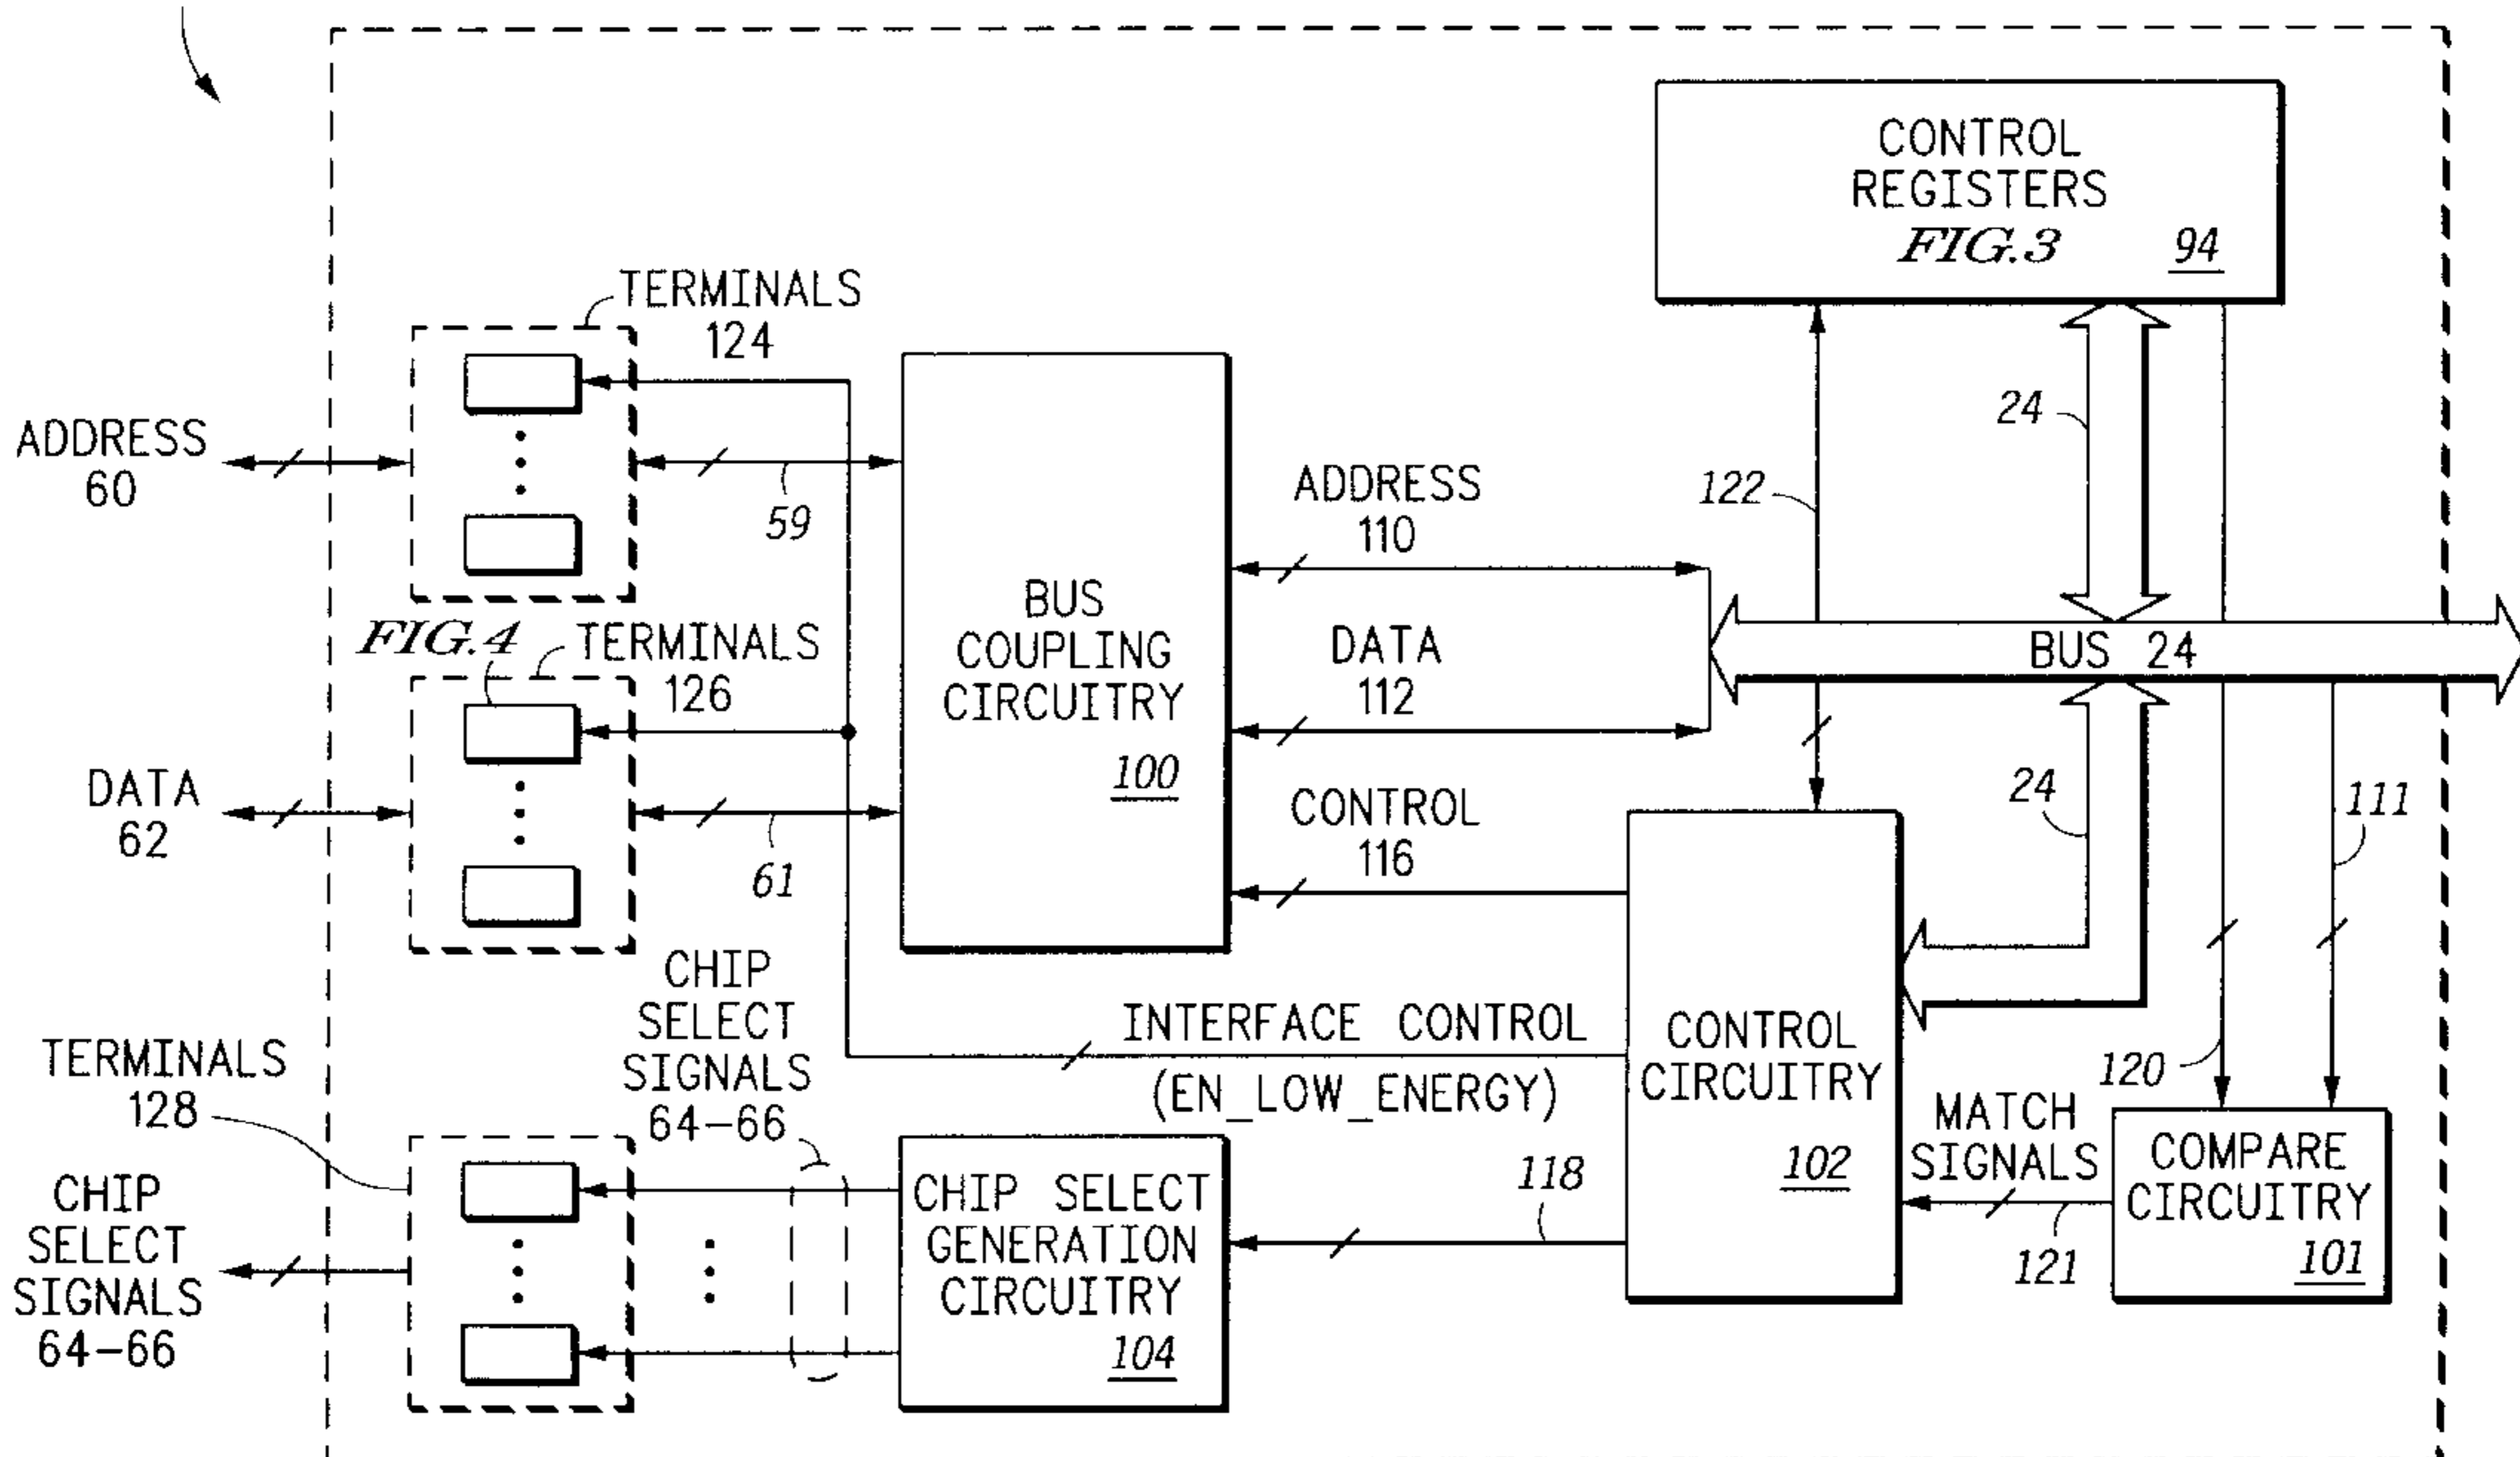 CONTROL
REGISTERS
FIG.3 94
TERMINALS
124
ADDRESS
60
59
24
122
ADDRESS
110
BUS
COUPLING
CIRCUITRY
100
FIG.4
TERMINALS
126
DATA
112
BUS 24
DATA
62
61
CONTROL
116
24
111
CHIP
SELECT
SIGNALS
64-66
INTERFACE CONTROL
(EN_LOW_ENERGY)
CONTROL
CIRCUITRY
102
120
TERMINALS
128
MATCH
SIGNALS
121
COMPARE
CIRCUITRY
101
CHIP
SELECT
SIGNALS
64-66
CHIP SELECT
GENERATION
CIRCUITRY
104
118